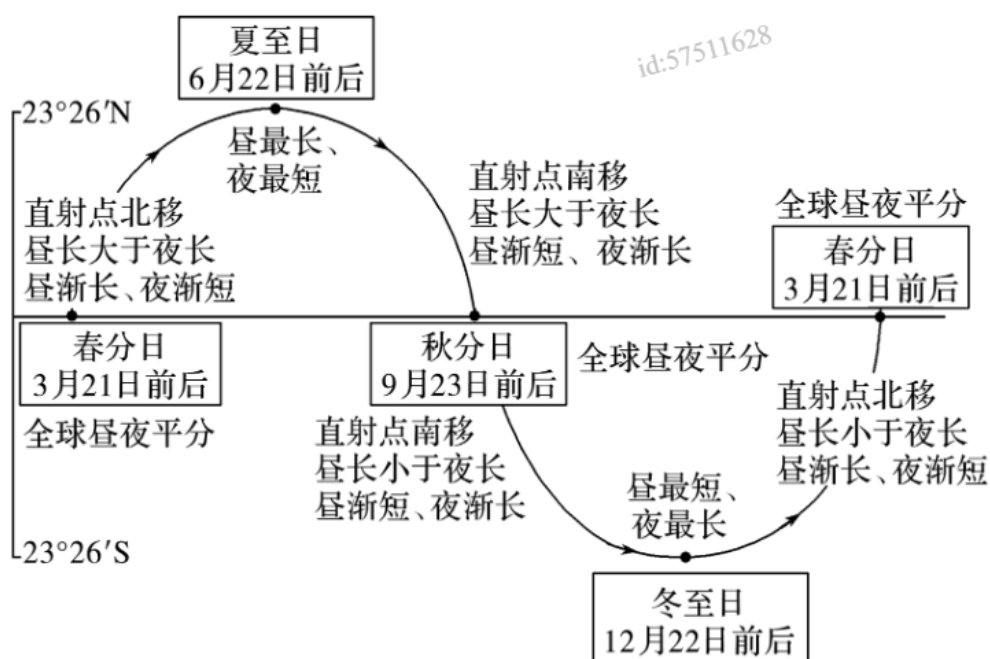 夏至日
6月22日前后
id:57511628
23°26′N
昼最长、
夜最短
直射点北移
昼长大于夜长
昼渐长、夜渐短
直射点南移
昼长大于夜长
昼渐短、夜渐长
全球昼夜平分
春分日
3月21日前后
春分日
3月21日前后
全球昼夜平分
秋分日
9月23日前后
全球昼夜平分
直射点南移
昼长小于夜长
昼渐短、夜渐长
直射点北移
昼长小于夜长
昼渐长、夜渐短
昼最短、
夜最长
23°26′S
冬至日
12月22日前后